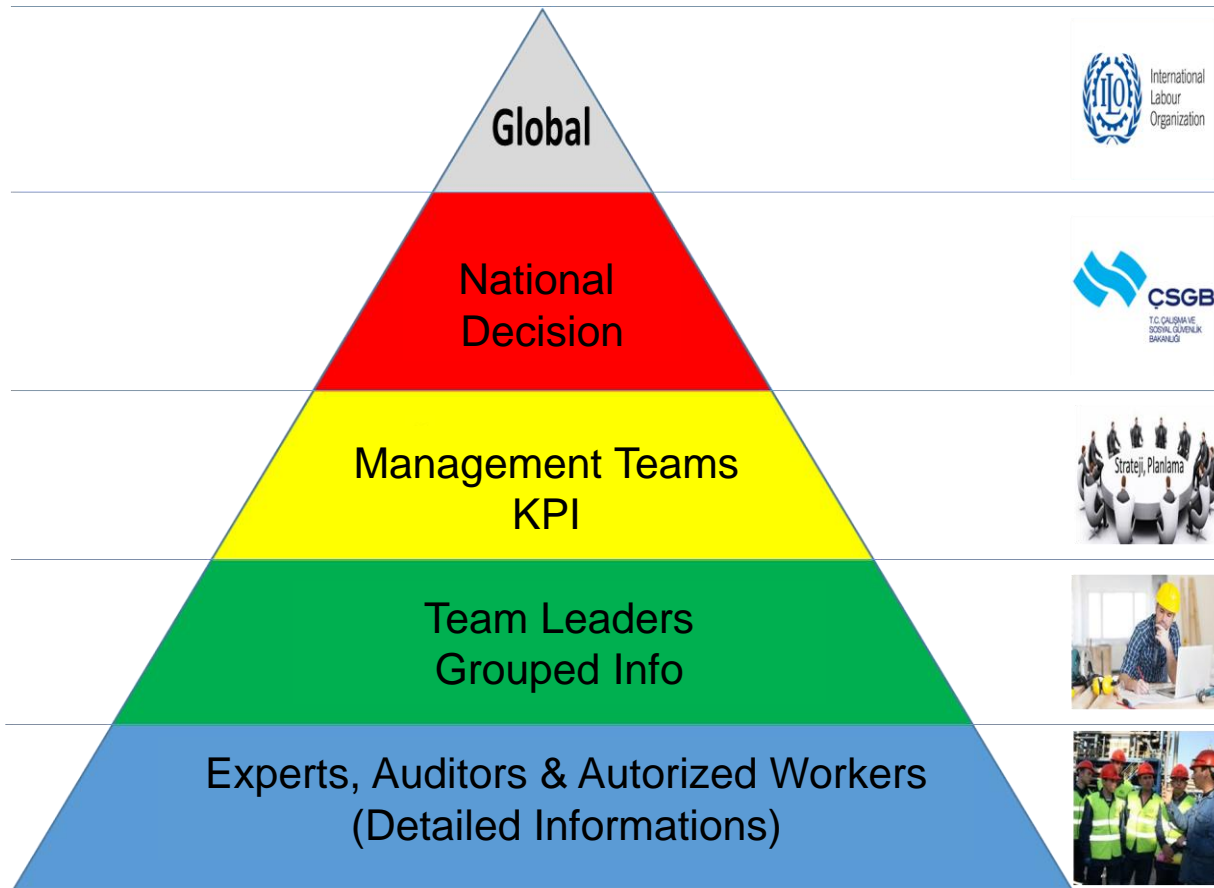 Global
International
Labour
Organization
ILO
National
Decision
ÇSGB
T.C. ÇALIŞMA VE
SOSYAL GÜVENLİK
BAKANLIĞI
Management Teams
KPI
Strateji, Planlama
Team Leaders
Grouped Info
Experts, Auditors & Autorized Workers
(Detailed Informations)